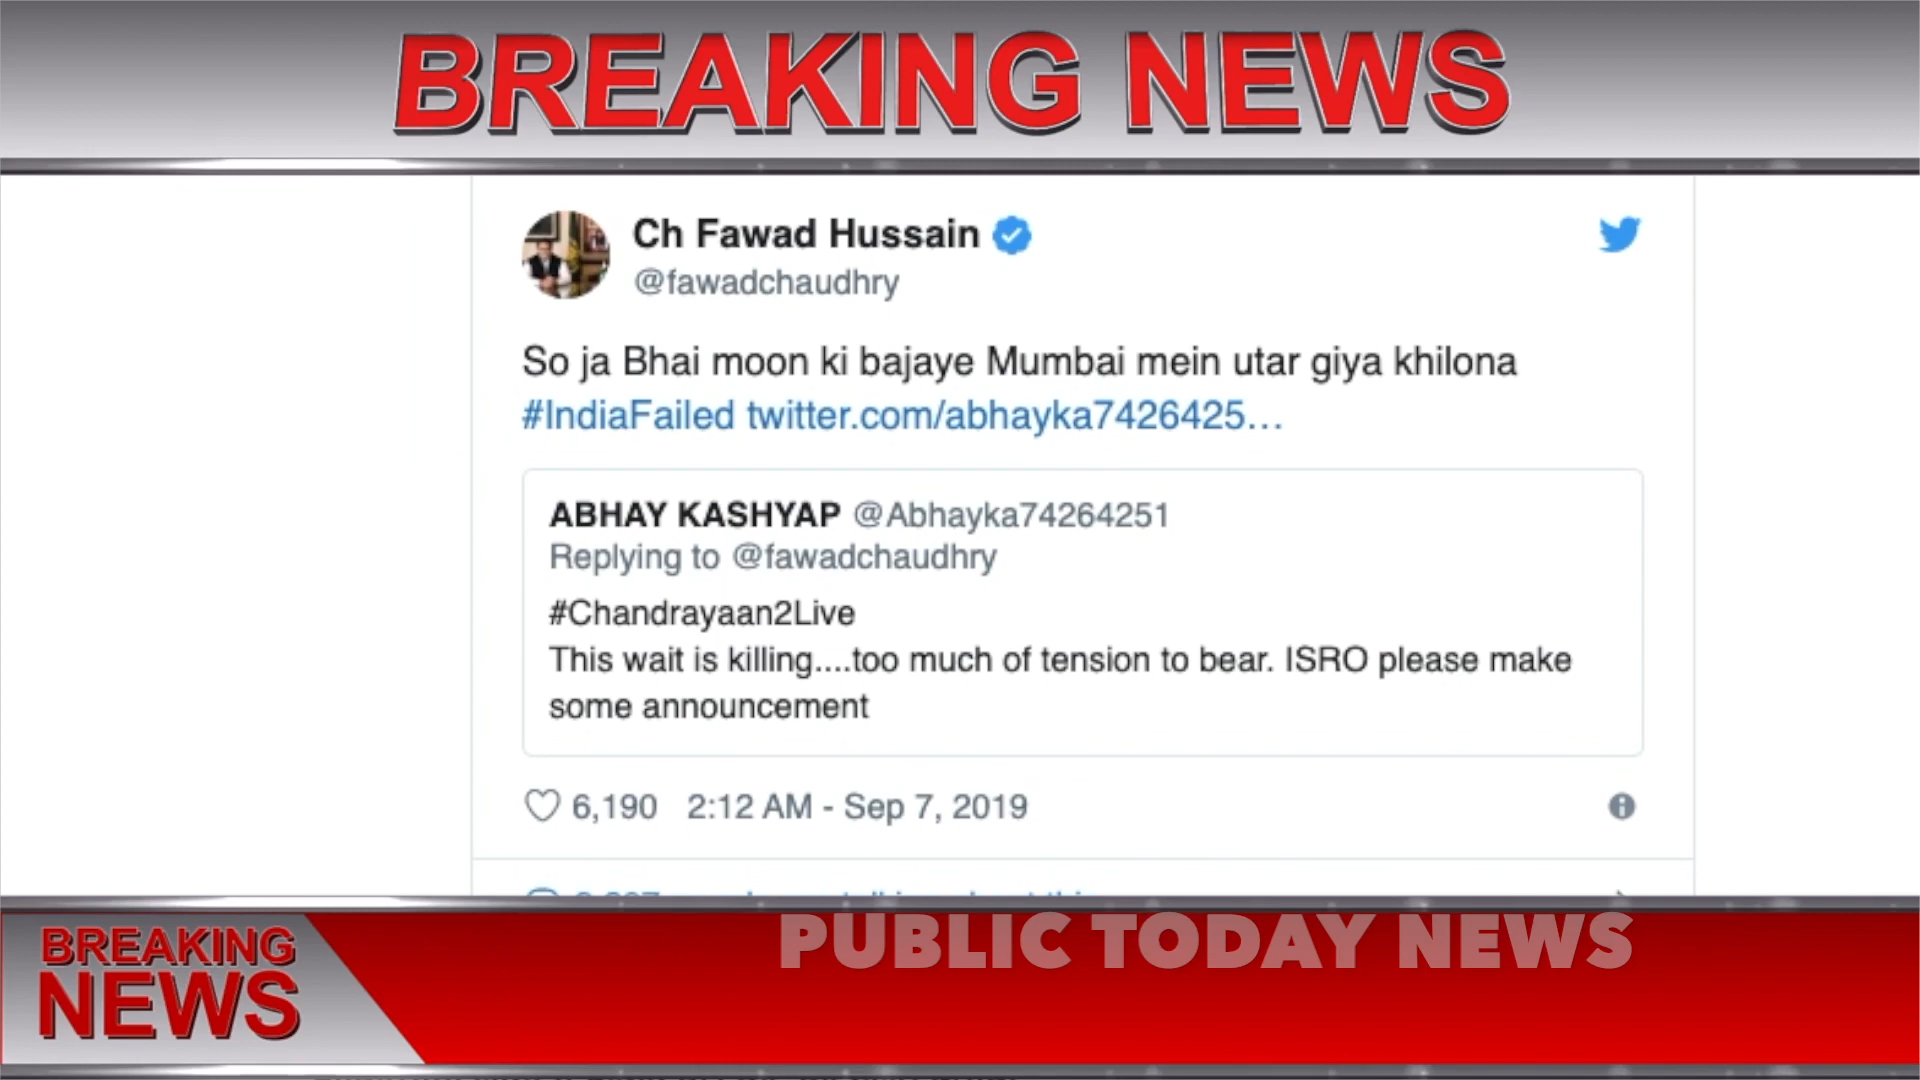 BREAKING NEWS
Ch Fawad Hussain
@fawadchaudhry
So ja Bhai moon ki bajaye Mumbai mein utar giya khilona
#IndiaFailed twitter.com/abhayka7426425…
ABHAY KASHYAP @Abhayka74264251
Replying to @fawadchaudhry
#Chandrayaan2Live
This wait is killing....too much of tension to bear. ISRO please make
some announcement
6,190 2:12 AM - Sep 7, 2019
PUBLIC TODAY NEWS
BREAKING
NEWS